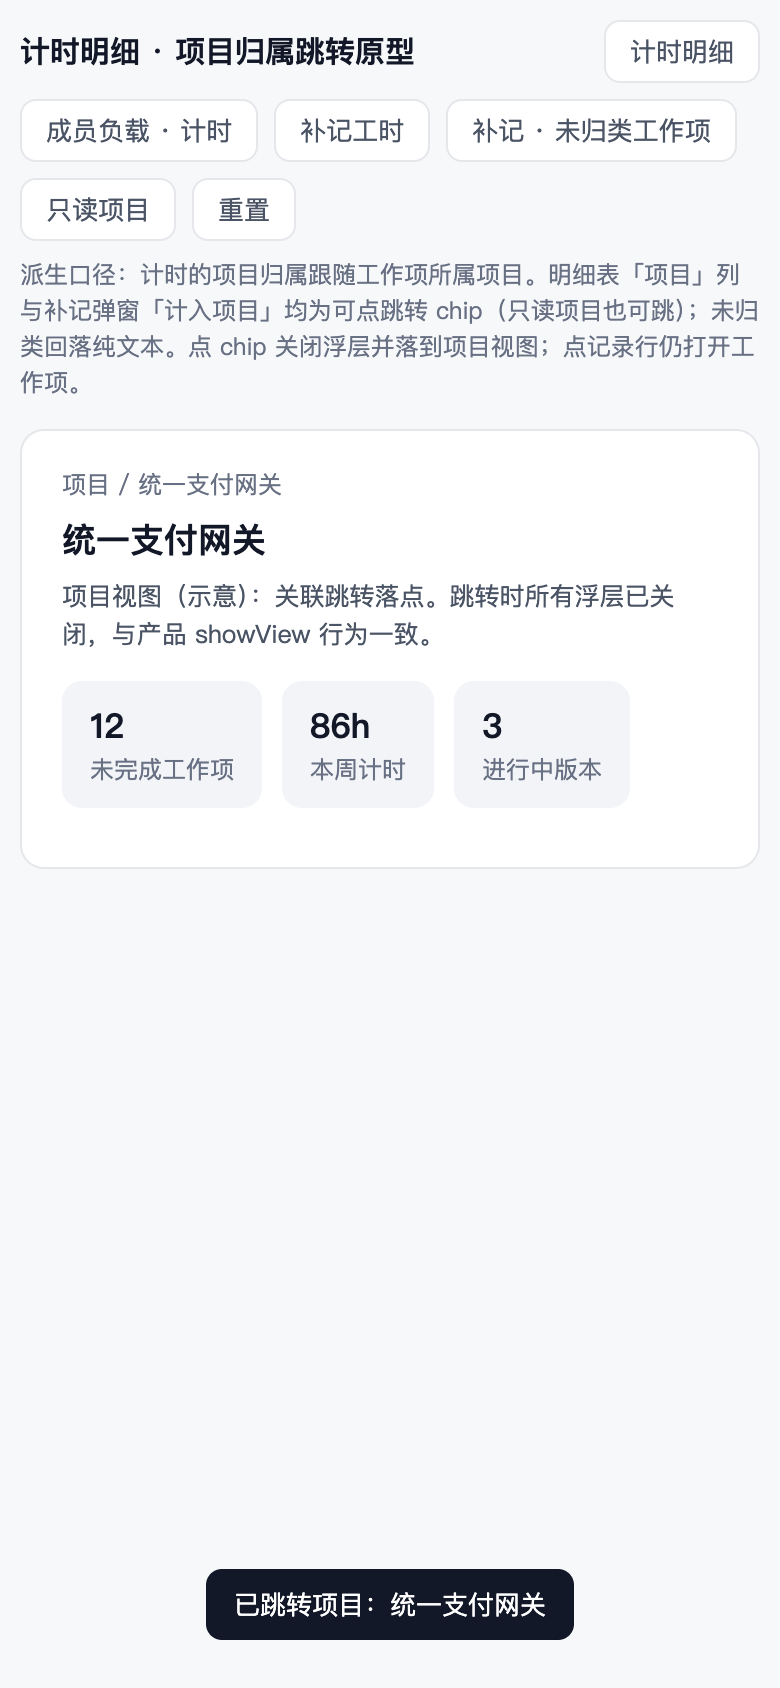 计时明细 · 项目归属跳转原型
计时明细
成员负载 · 计时
补记工时
补记 · 未归类工作项
只读项目
重置
派生口径：计时的项目归属跟随工作项所属项目。明细表「项目」列
与补记弹窗「计入项目」均为可点跳转 chip（只读项目也可跳）；未归
类回落纯文本。点 chip 关闭浮层并落到项目视图；点记录行仍打开工
作项。
项目 / 统一支付网关
统一支付网关
项目视图（示意）：关联跳转落点。跳转时所有浮层已关
闭，与产品 showView 行为一致。
12
未完成工作项
86h
本周计时
3
进行中版本
已跳转项目：统一支付网关